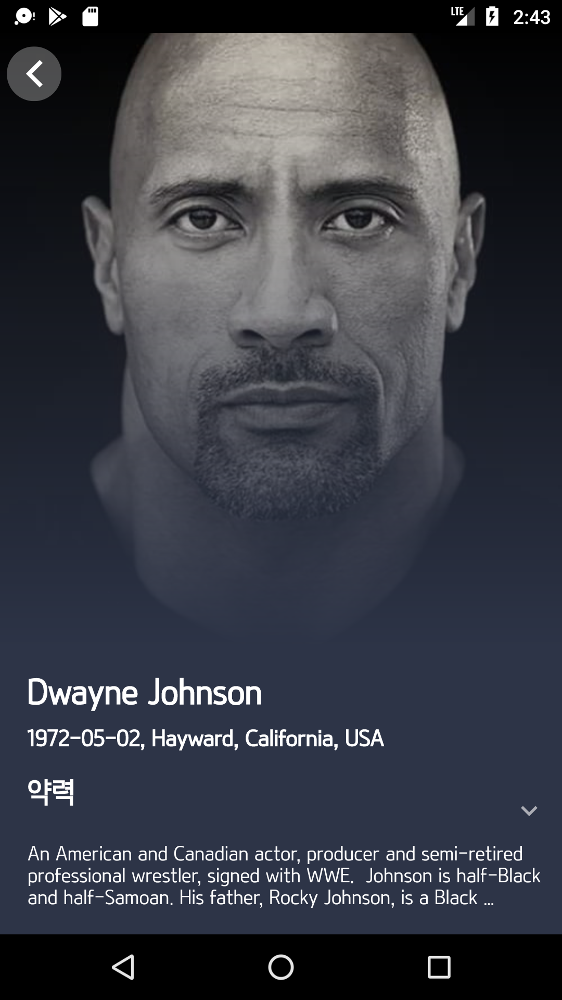 LTE 2:43
Dwayne Johnson
1972-05-02, Hayward, California, USA
약력
An American and Canadian actor, producer and semi-retired
professional wrestler, signed with WWE.  Johnson is half-Black
and half-Samoan. His father, Rocky Johnson, is a Black ...